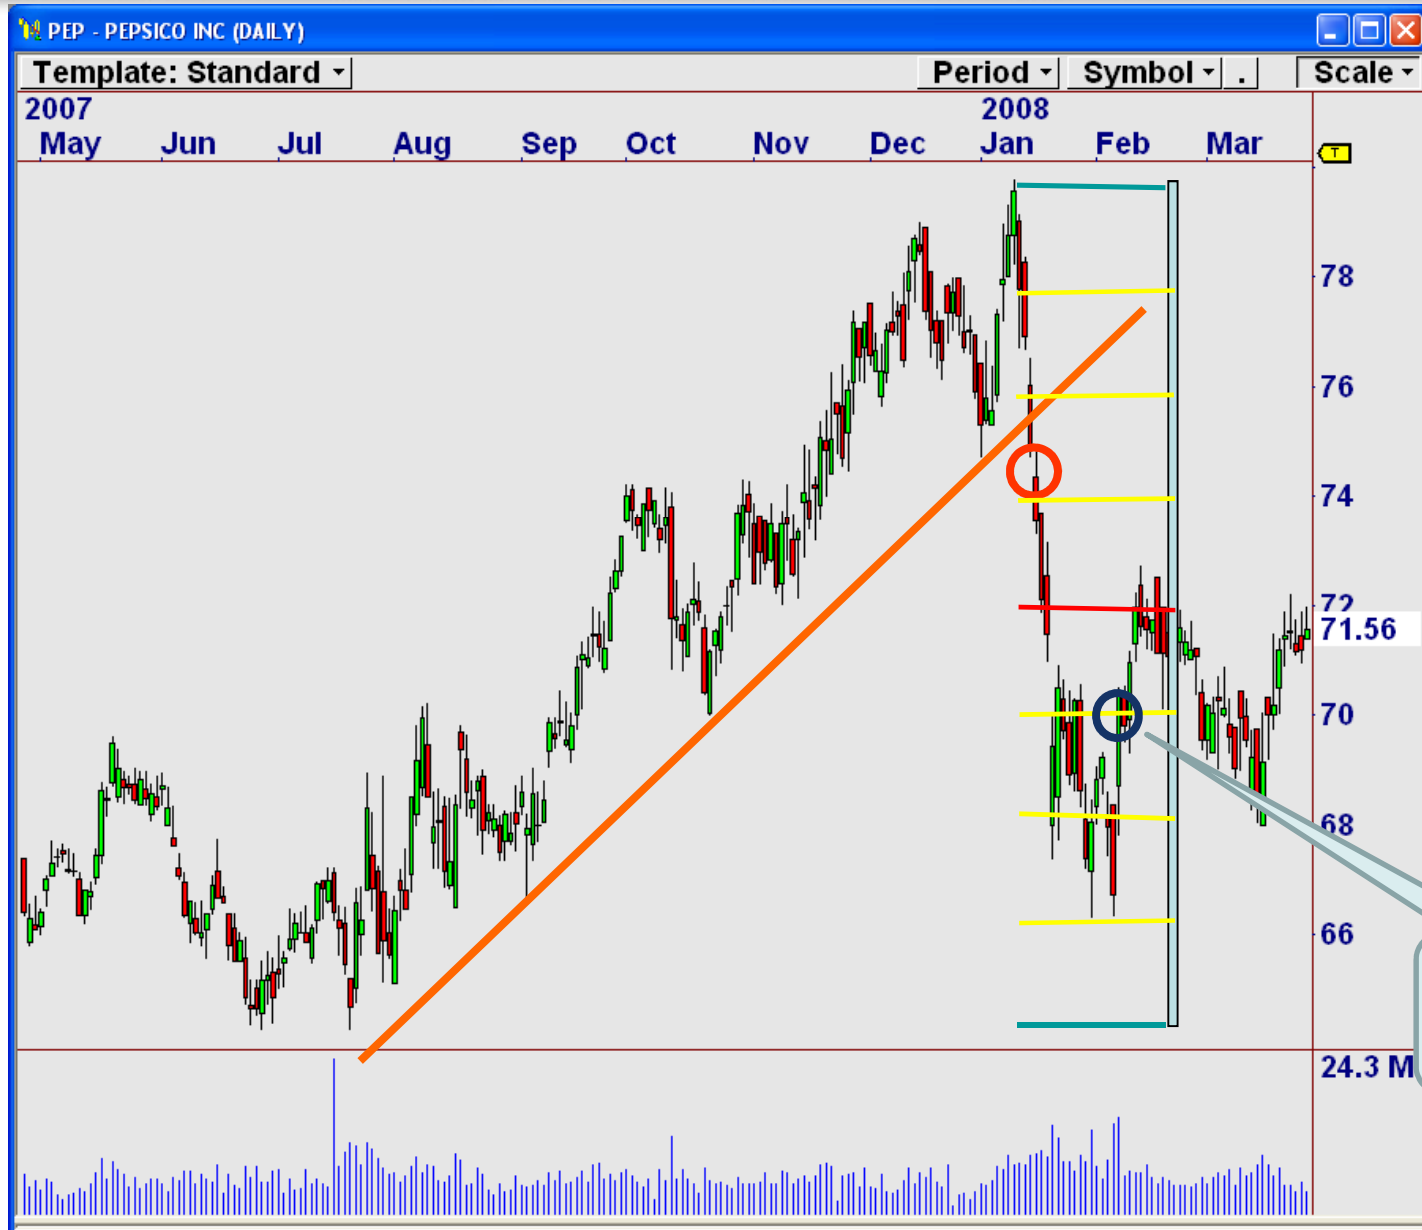 PEP - PEPSICO INC (DAILY)
Template: Standard Period Symbol . Scale
2007 2008
May Jun Jul Aug Sep Oct Nov Dec Jan Feb Mar
T
78
76
74
72
71.56
70
68
66
24.3 M